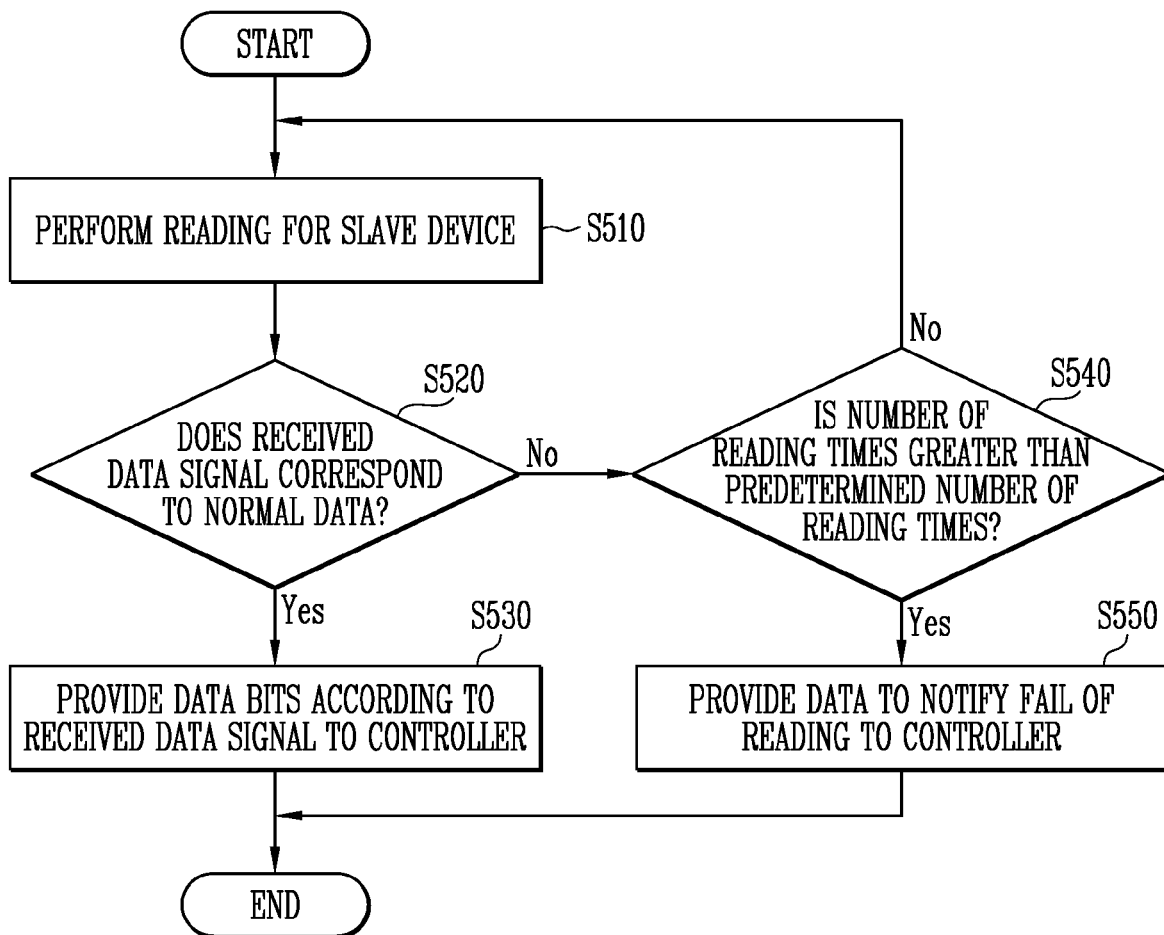 START
PERFORM READING FOR SLAVE DEVICE
S510
S520
DOES RECEIVED
DATA SIGNAL CORRESPOND
TO NORMAL DATA?
No
Yes
S540
IS NUMBER OF
READING TIMES GREATER THAN
PREDETERMINED NUMBER OF
READING TIMES?
No
Yes
S530
PROVIDE DATA BITS ACCORDING TO
RECEIVED DATA SIGNAL TO CONTROLLER
S550
PROVIDE DATA TO NOTIFY FAIL OF
READING TO CONTROLLER
END